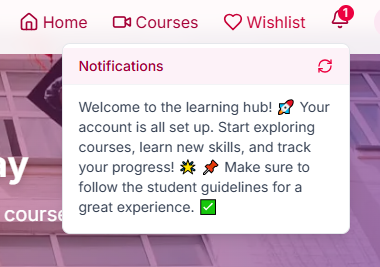 Home Courses Wishlist 1
Notifications
Welcome to the learning hub! 🚀 Your
account is all set up. Start exploring
courses, learn new skills, and track
your progress! 🌟 📌 Make sure to
follow the student guidelines for a
great experience. ✅
course